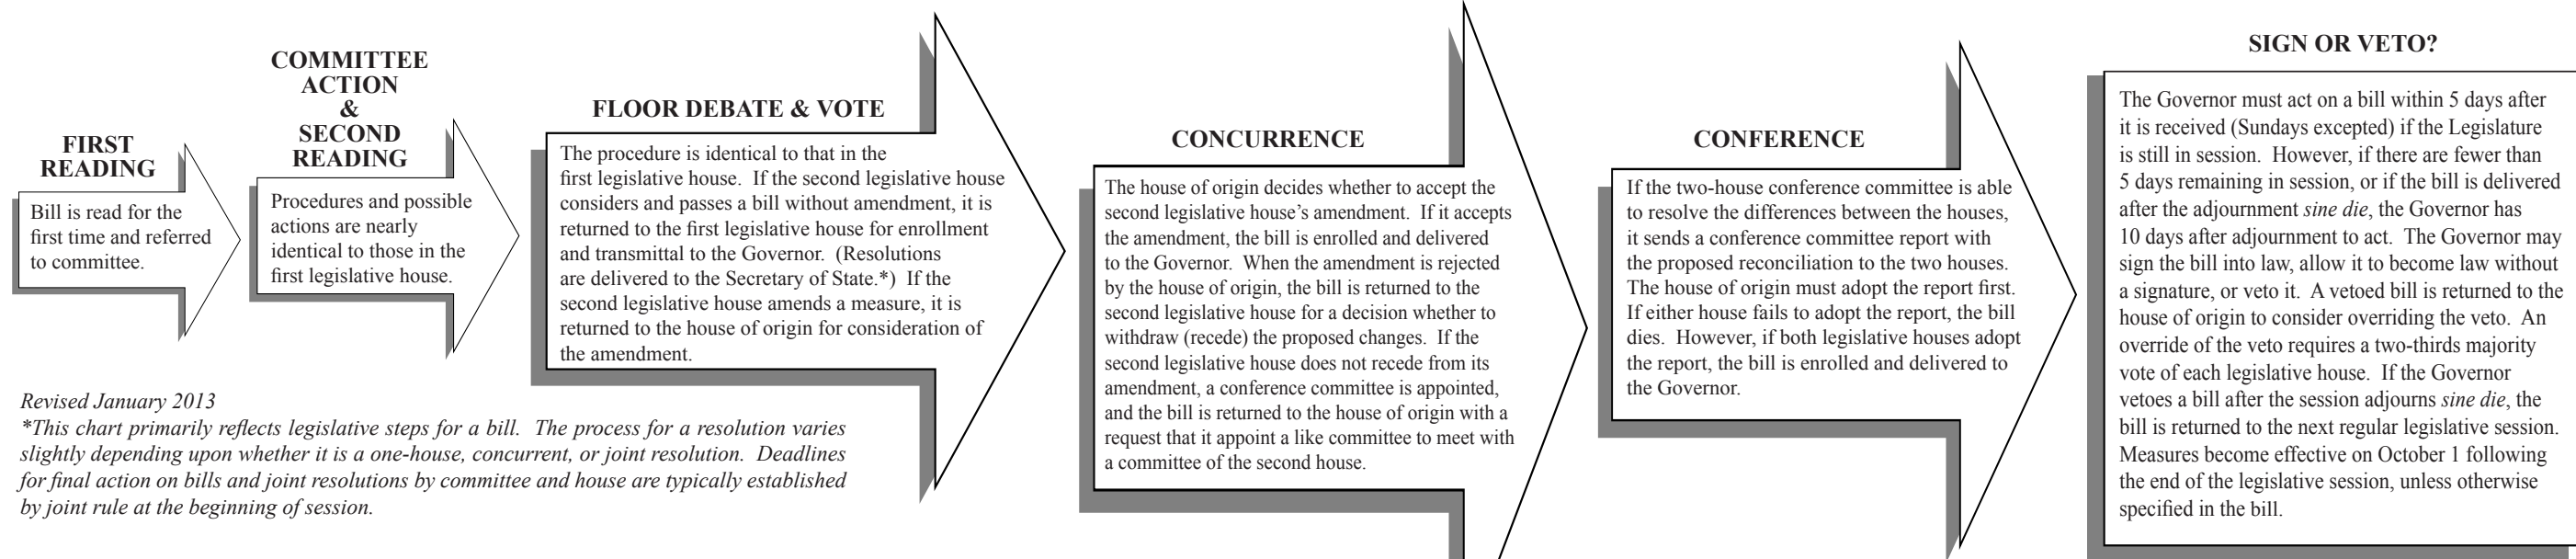 FIRST
READING
Bill is read for the
first time and referred
to committee.
COMMITTEE
ACTION
&
SECOND
READING
Procedures and possible
actions are nearly
identical to those in the
first legislative house.
FLOOR DEBATE & VOTE
The procedure is identical to that in the
first legislative house.  If the second legislative house
considers and passes a bill without amendment, it is
returned to the first legislative house for enrollment
and transmittal to the Governor.  (Resolutions
are delivered to the Secretary of State.*)  If the
second legislative house amends a measure, it is
returned to the house of origin for consideration of
the amendment.
CONCURRENCE
The house of origin decides whether to accept the
second legislative house’s amendment.  If it accepts
the amendment, the bill is enrolled and delivered
to the Governor.  When the amendment is rejected
by the house of origin, the bill is returned to the
second legislative house for a decision whether to
withdraw (recede) the proposed changes.  If the
second legislative house does not recede from its
amendment, a conference committee is appointed,
and the bill is returned to the house of origin with a
request that it appoint a like committee to meet with
a committee of the second house.
CONFERENCE
If the two-house conference committee is able
to resolve the differences between the houses,
it sends a conference committee report with
the proposed reconciliation to the two houses.
The house of origin must adopt the report first.
If either house fails to adopt the report, the bill
dies.  However, if both legislative houses adopt
the report, the bill is enrolled and delivered to
the Governor.
SIGN OR VETO?
The Governor must act on a bill within 5 days after
it is received (Sundays excepted) if the Legislature
is still in session.  However, if there are fewer than
5 days remaining in session, or if the bill is delivered
after the adjournment sine die, the Governor has
10 days after adjournment to act.  The Governor may
sign the bill into law, allow it to become law without
a signature, or veto it.  A vetoed bill is returned to the
house of origin to consider overriding the veto.  An
override of the veto requires a two-thirds majority
vote of each legislative house.  If the Governor
vetoes a bill after the session adjourns sine die, the
bill is returned to the next regular legislative session.
Measures become effective on October 1 following
the end of the legislative session, unless otherwise
specified in the bill.
Revised January 2013
*This chart primarily reflects legislative steps for a bill.  The process for a resolution varies
slightly depending upon whether it is a one-house, concurrent, or joint resolution.  Deadlines
for final action on bills and joint resolutions by committee and house are typically established
by joint rule at the beginning of session.